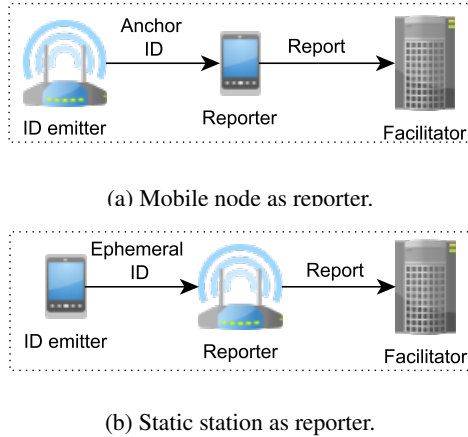 Anchor
ID
Report
ID emitter
Reporter
Facilitator
(a) Mobile node as reporter.
Ephemeral
ID
Report
ID emitter
Reporter
Facilitator
(b) Static station as reporter.